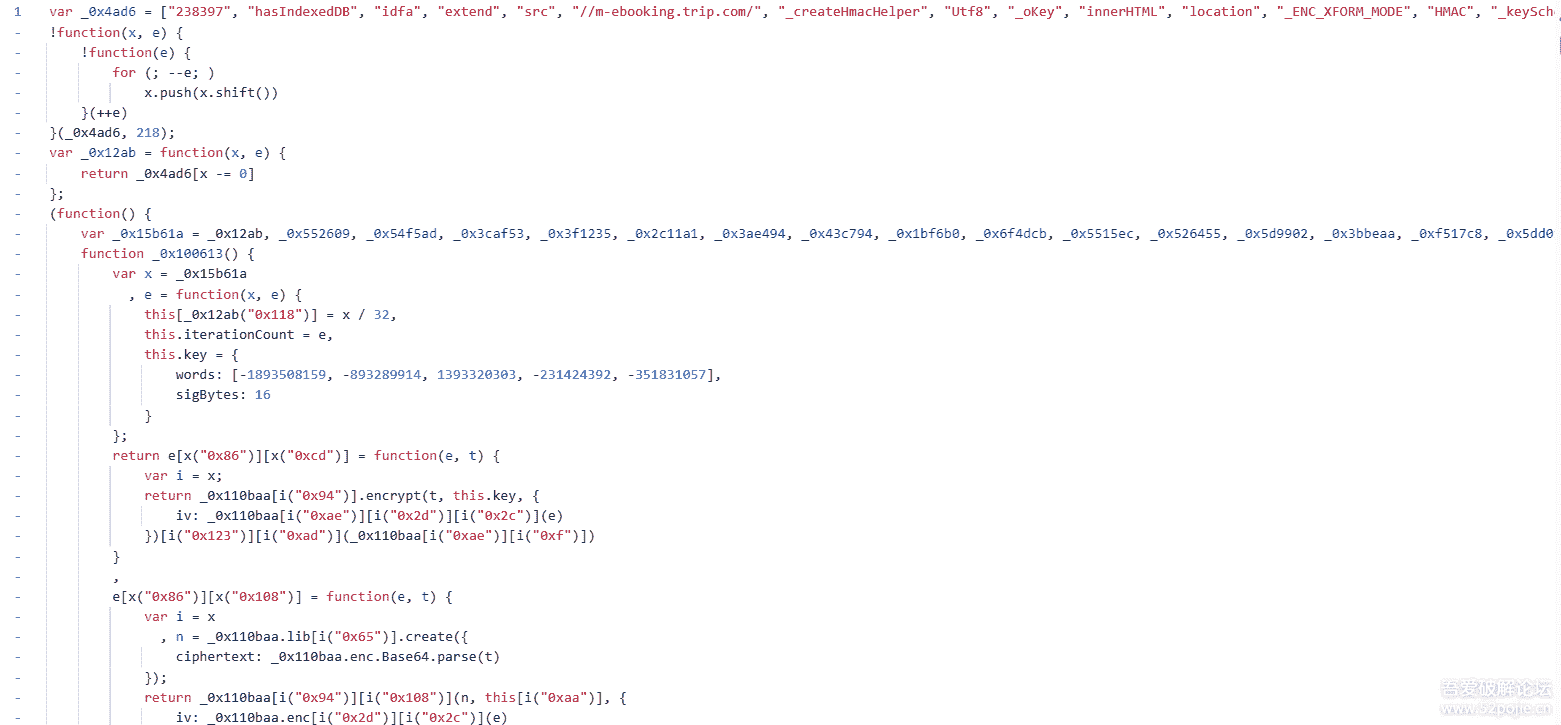 1 var _0x4ad6 = ["238397", "hasIndexedDB", "idfa", "extend", "src", "//m-ebooking.trip.com/", "_createHmacHelper", "Utf8", "_oKey", "innerHTML", "location", "_ENC_XFORM_MODE", "HMAC", "_keySch
- !function(x, e) {
- !function(e) {
- for (; --e; )
- x.push(x.shift())
- }(++e)
- }(_0x4ad6, 218);
- var _0x12ab = function(x, e) {
- return _0x4ad6[x -= 0]
- };
- (function() {
- var _0x15b61a = _0x12ab, _0x552609, _0x54f5ad, _0x3caf53, _0x3f1235, _0x2c11a1, _0x3ae494, _0x43c794, _0x1bf6b0, _0x6f4dcb, _0x5515ec, _0x526455, _0x5d9902, _0x3bbeaa, _0xf517c8, _0x5dd0
- function _0x100613() {
- var x = _0x15b61a
- , e = function(x, e) {
- this[_0x12ab("0x118")] = x / 32,
- this.iterationCount = e,
- this.key = {
- words: [-1893508159, -893289914, 1393320303, -231424392, -351831057],
- sigBytes: 16
- }
- };
- return e[x("0x86")][x("0xcd")] = function(e, t) {
- var i = x;
- return _0x110baa[i("0x94")].encrypt(t, this.key, {
- iv: _0x110baa[i("0xae")][i("0x2d")][i("0x2c")](e)
- })[i("0x123")][i("0xad")](_0x110baa[i("0xae")][i("0xf")])
- }
- ,
- e[x("0x86")][x("0x108")] = function(e, t) {
- var i = x
- , n = _0x110baa.lib[i("0x65")].create({
- ciphertext: _0x110baa.enc.Base64.parse(t)
- });
- return _0x110baa[i("0x94")][i("0x108")](n, this[i("0xaa")], {
- iv: _0x110baa.enc[i("0x2d")][i("0x2c")](e)
吾爱破解论坛
www.52pojie.cn